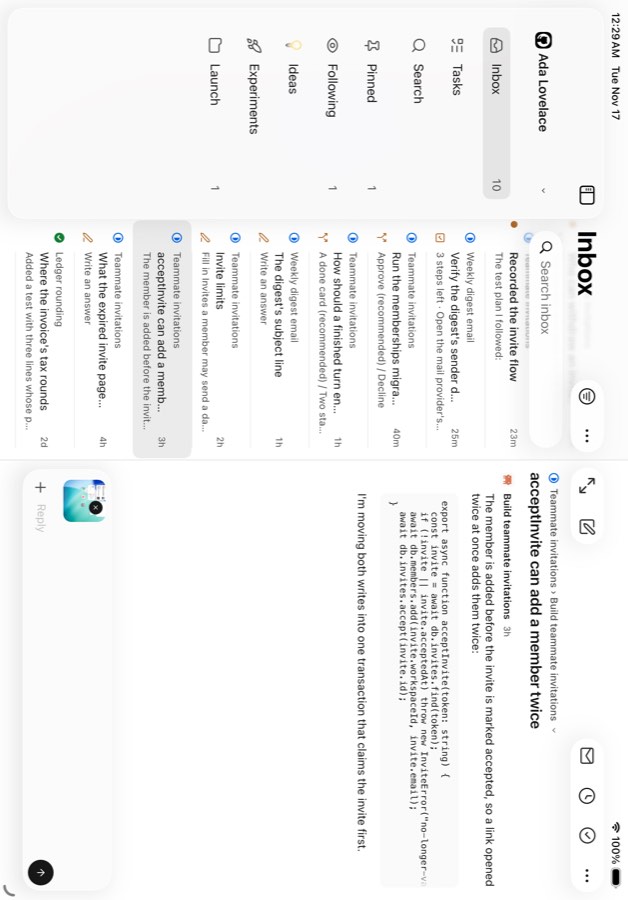 12:29 AM Tue Nov 17
100%
Ada Lovelace
Inbox 10
Tasks
Search
Pinned 1
Following 1
Ideas
Experiments
Launch 1
Inbox
Search inbox
Teammate invitations
Recorded the invite flow 23m
The test plan I followed:
Weekly digest email
Verify the digest's sender d... 25m
3 steps left · Open the mail provider's...
Teammate invitations
Run the memberships migra... 40m
Approve (recommended) / Decline
Teammate invitations
How should a finished turn en... 1h
A done card (recommended) / Two sta...
Weekly digest email
The digest's subject line 1h
Write an answer
Teammate invitations
Invite limits 2h
Fill in Invites a member may send a da...
Teammate invitations
acceptInvite can add a memb... 3h
The member is added before the invit...
Teammate invitations
What the expired invite page... 4h
Write an answer
Ledger rounding
Where the invoice's tax rounds 2d
Added a test with three lines whose p...
Teammate invitations › Build teammate invitations
acceptInvite can add a member twice
Build teammate invitations 3h
The member is added before the invite is marked accepted, so a link opened
twice at once adds them twice:
export async function acceptInvite(token: string) {
const invite = await db.invites.find(token);
if (!invite || invite.acceptedAt) throw new InviteError("no-longer-v
await db.members.add(invite.workspaceId, invite.email);
await db.invites.accept(invite.id);
}
I'm moving both writes into one transaction that claims the invite first.
Reply